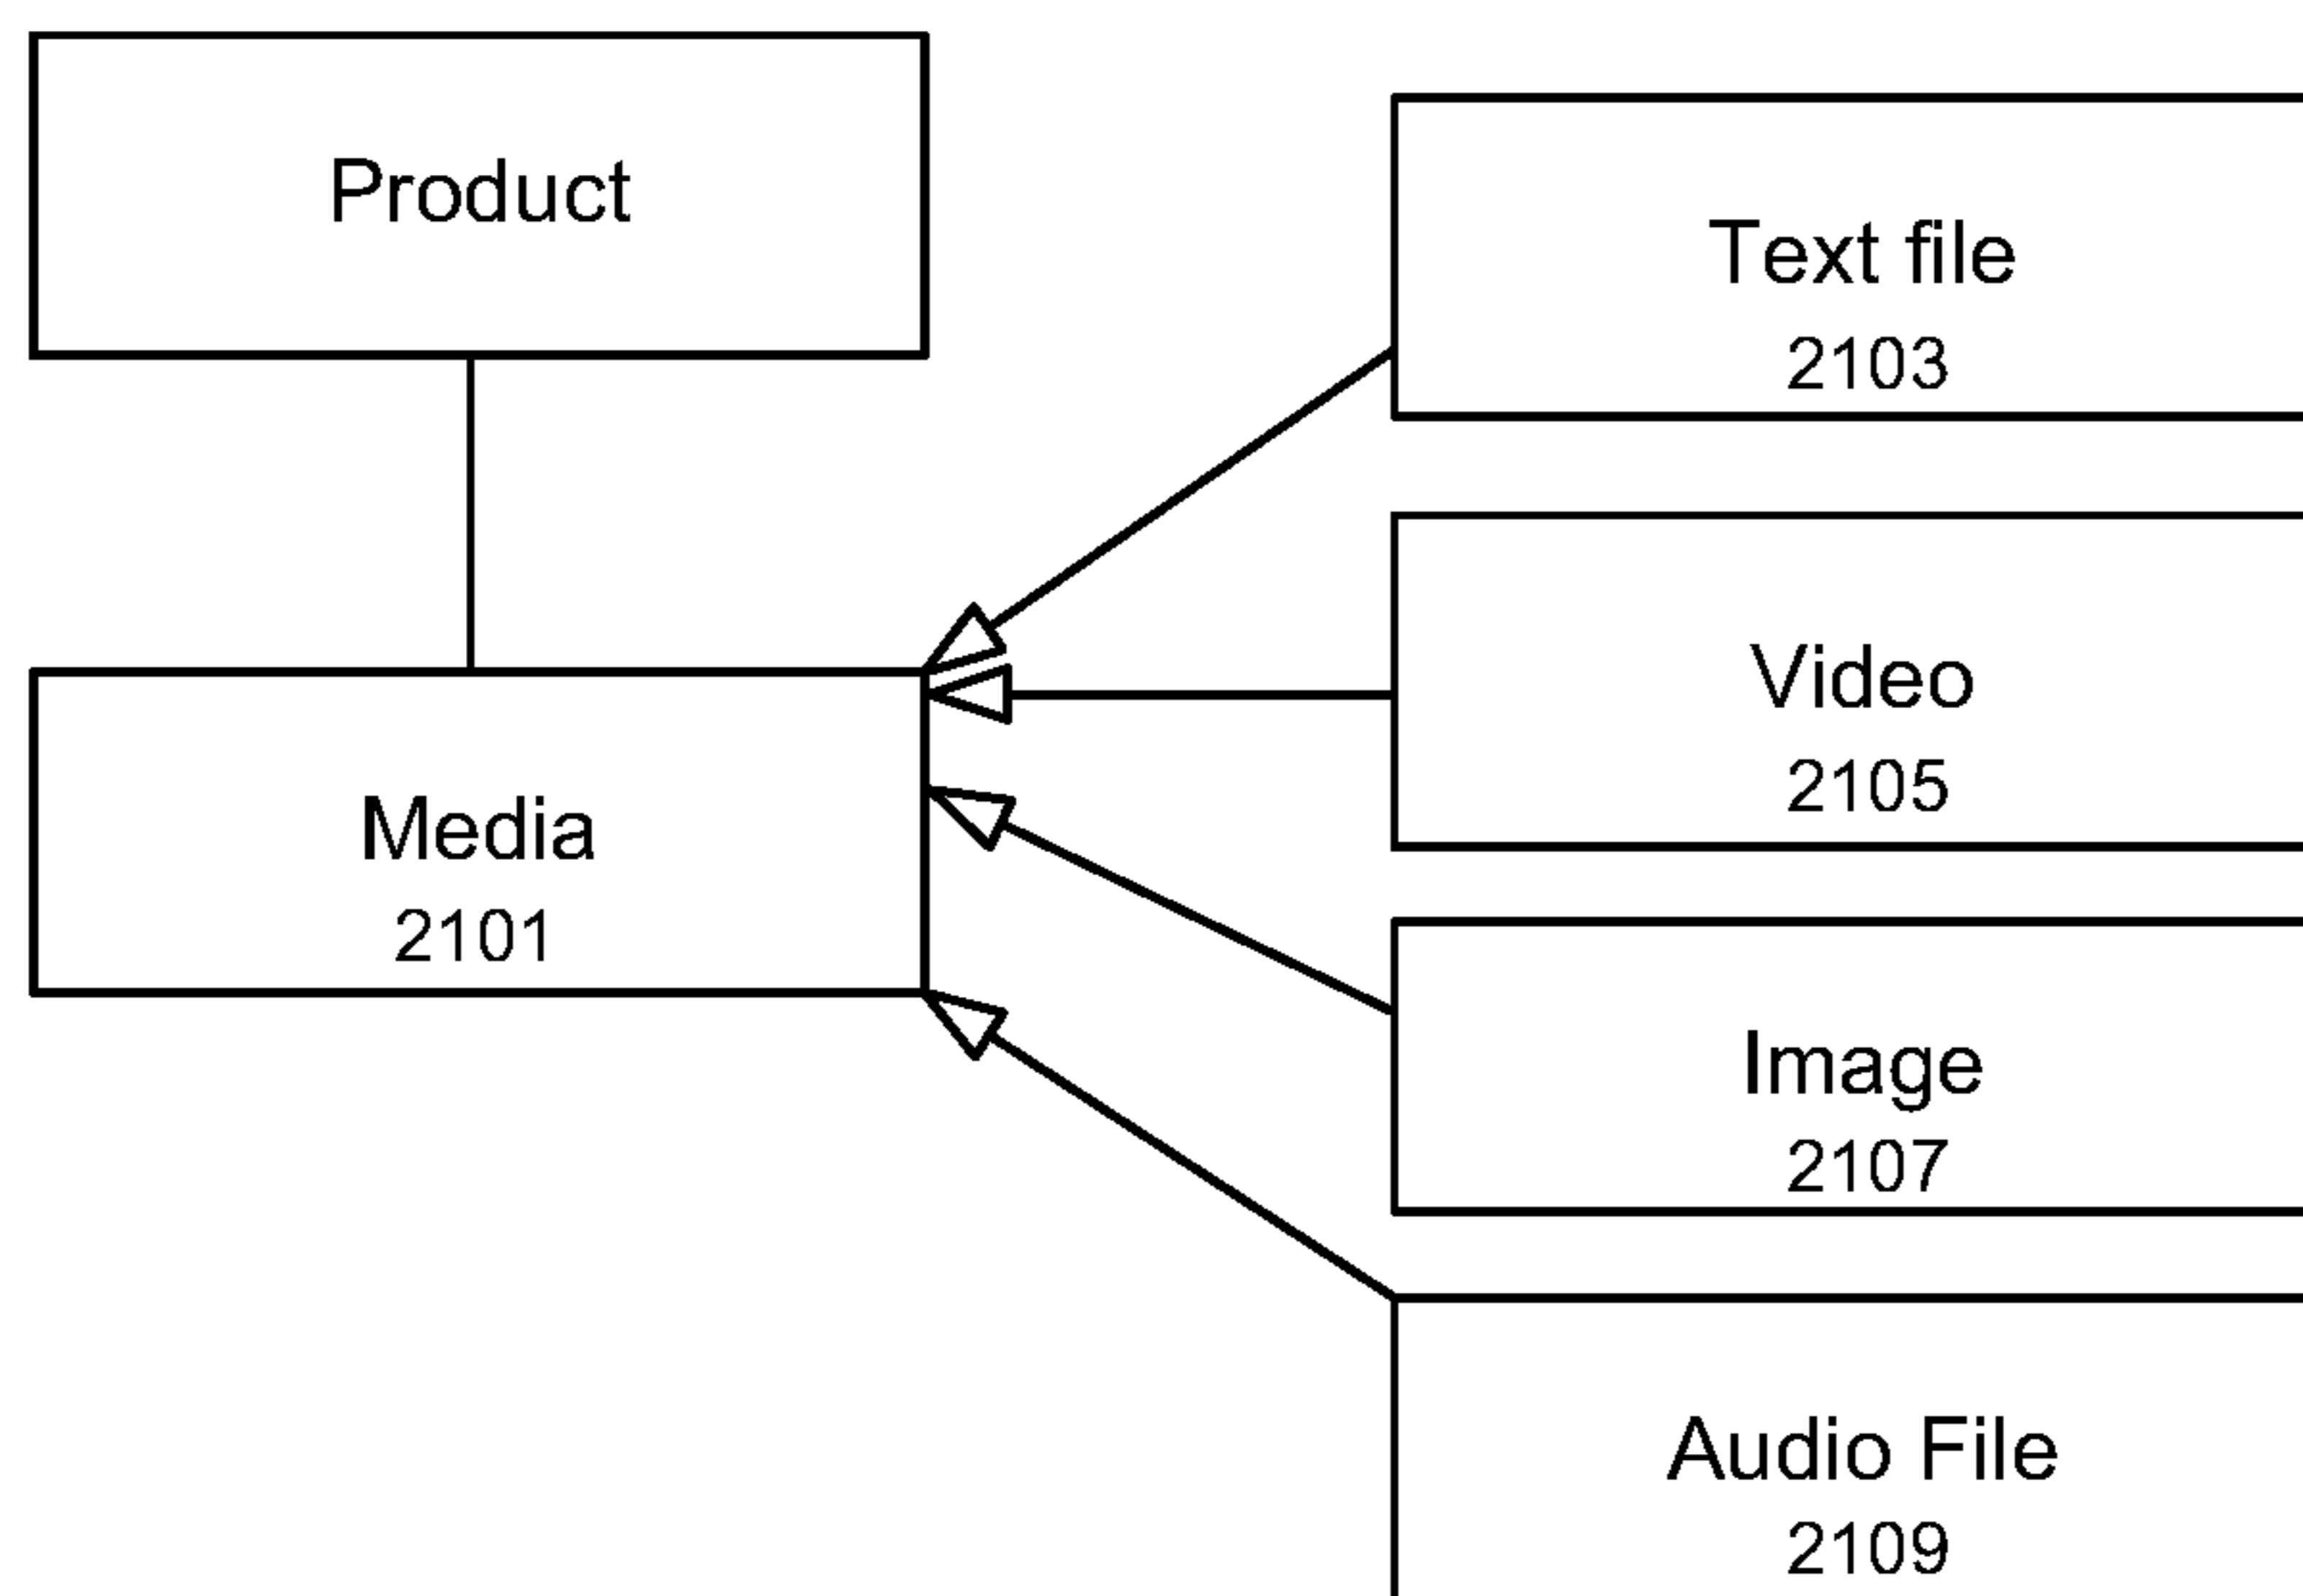 Product
Media
2101
Text file
2103
Video
2105
Image
2107
Audio File
2109